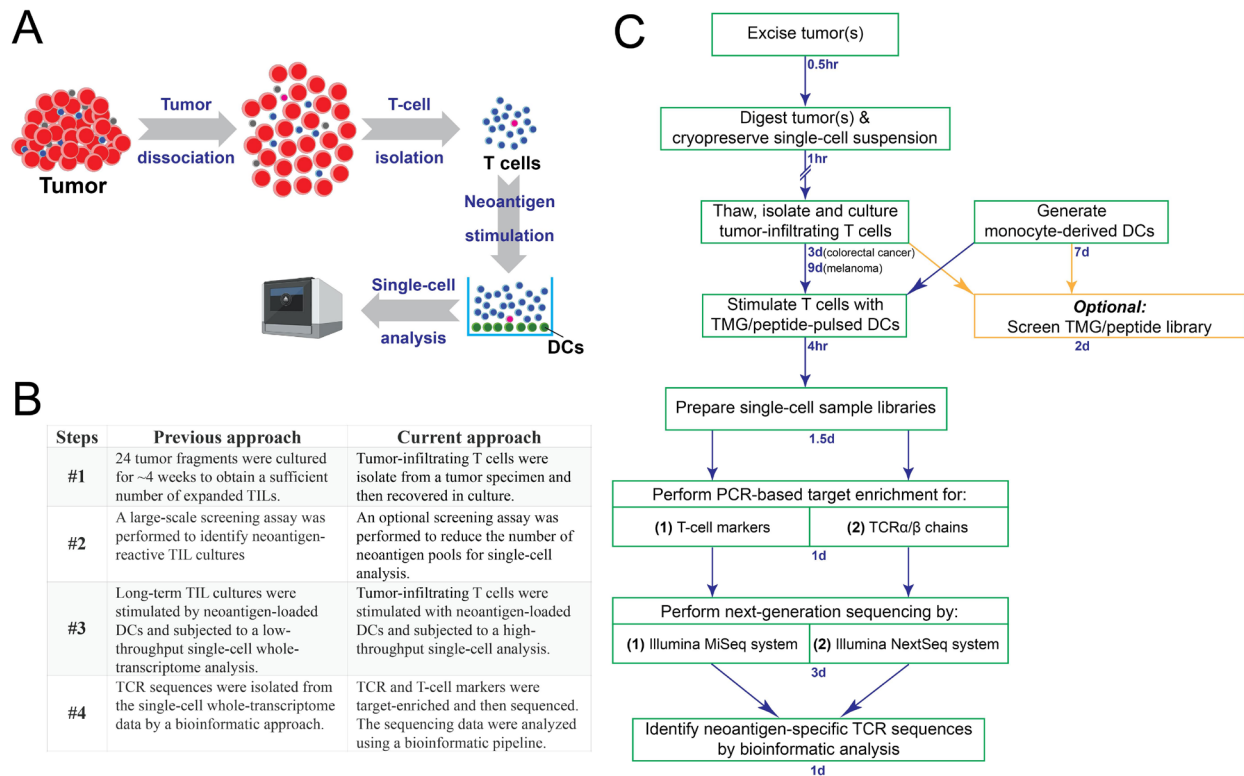 A
Tumor
dissociation
T-cell
isolation
Tumor
T cells
Neoantigen
stimulation
Single-cell
analysis
DCs
B
Steps
Previous approach
Current approach
#1
24 tumor fragments were cultured
for ~4 weeks to obtain a sufficient
number of expanded TILs.
Tumor-infiltrating T cells were
isolate from a tumor specimen and
then recovered in culture.
#2
A large-scale screening assay was
performed to identify neoantigen-
reactive TIL cultures
An optional screening assay was
performed to reduce the number of
neoantigen pools for single-cell
analysis.
#3
Long-term TIL cultures were
stimulated by neoantigen-loaded
DCs and subjected to a low-
throughput single-cell whole-
transcriptome analysis.
Tumor-infiltrating T cells were
stimulated with neoantigen-loaded
DCs and subjected to a high-
throughput single-cell analysis.
#4
TCR sequences were isolated from
the single-cell whole-transcriptome
data by a bioinformatic approach.
TCR and T-cell markers were
target-enriched and then sequenced.
The sequencing data were analyzed
using a bioinformatic pipeline.
C
Excise tumor(s)
0.5hr
Digest tumor(s) &
cryopreserve single-cell suspension
1hr
Thaw, isolate and culture
tumor-infiltrating T cells
3d(colorectal cancer)
9d(melanoma)
Generate
monocyte-derived DCs
7d
Stimulate T cells with
TMG/peptide-pulsed DCs
4hr
Optional:
Screen TMG/peptide library
2d
Prepare single-cell sample libraries
1.5d
Perform PCR-based target enrichment for:
(1) T-cell markers
(2) TCRα/β chains
1d
Perform next-generation sequencing by:
(1) Illumina MiSeq system
(2) Illumina NextSeq system
3d
Identify neoantigen-specific TCR sequences
by bioinformatic analysis
1d